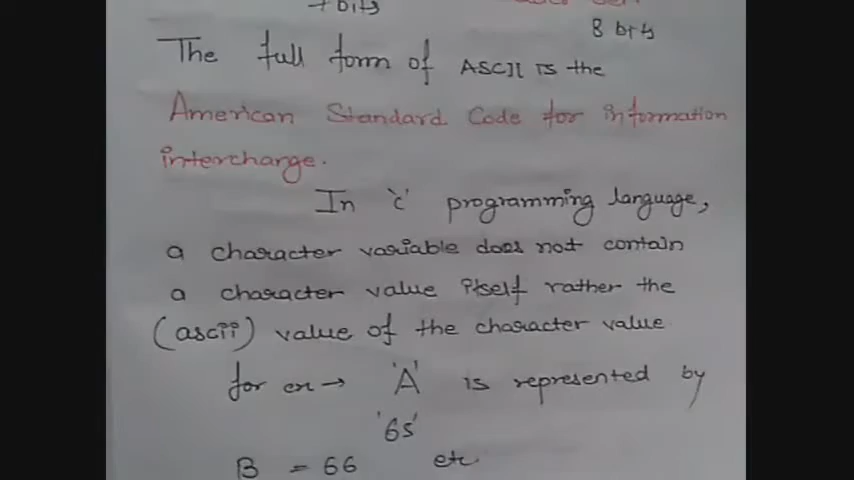 7 bits
8 bits
The full form of ASCII is the
American Standard Code for information
interchange.
In 'c' programming language,
a character variable does not contain
a character value itself rather the
(ascii) value of the character value
for ex → 'A' is represented by
'65'
B = 66 etc